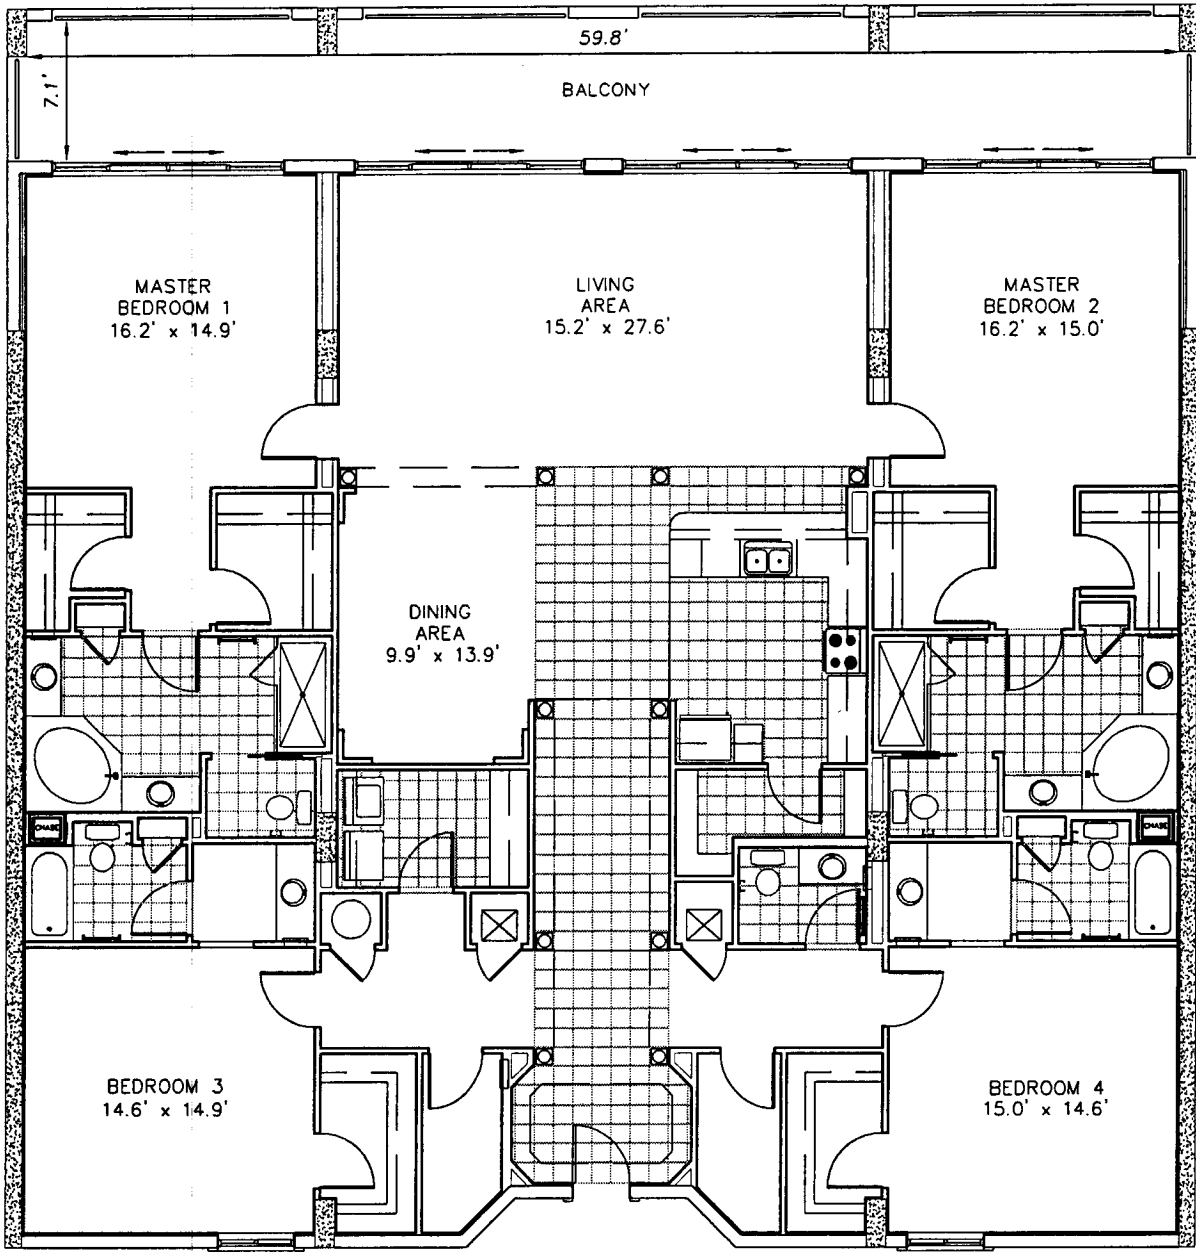 59.8'
7.1'
BALCONY
MASTER
BEDROOM 1
16.2' x 14.9'
LIVING
AREA
15.2' x 27.6'
MASTER
BEDROOM 2
16.2' x 15.0'
DINING
AREA
9.9' x 13.9'
CHASE
CHASE
BEDROOM 3
14.6' x 14.9'
BEDROOM 4
15.0' x 14.6'